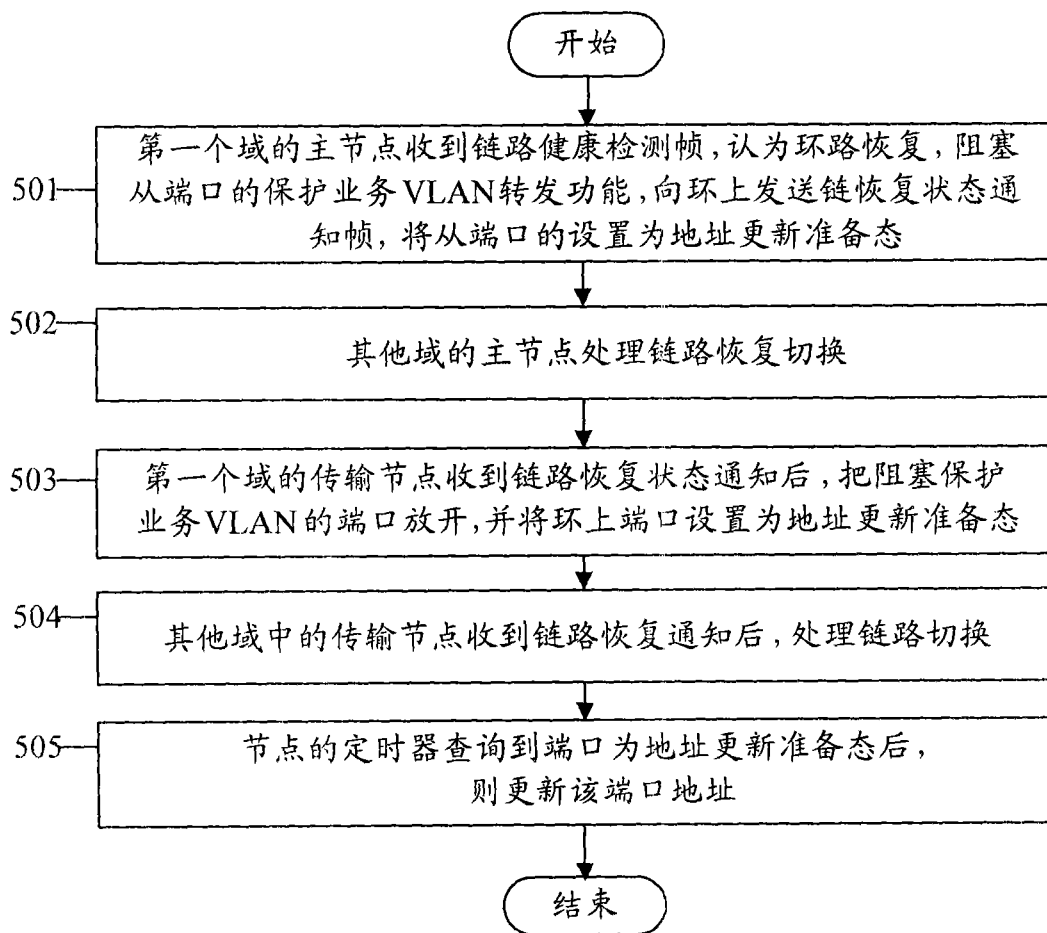 开始
501
第一个域的主节点收到链路健康检测帧，认为环路恢复，阻塞
从端口的保护业务VLAN转发功能，向环上发送链恢复状态通
知帧，将从端口的设置为地址更新准备态
502
其他域的主节点处理链路恢复切换
503
第一个域的传输节点收到链路恢复状态通知后，把阻塞保护
业务VLAN的端口放开，并将环上端口设置为地址更新准备态
504
其他域中的传输节点收到链路恢复通知后，处理链路切换
505
节点的定时器查询到端口为地址更新准备态后，
则更新该端口地址
结束